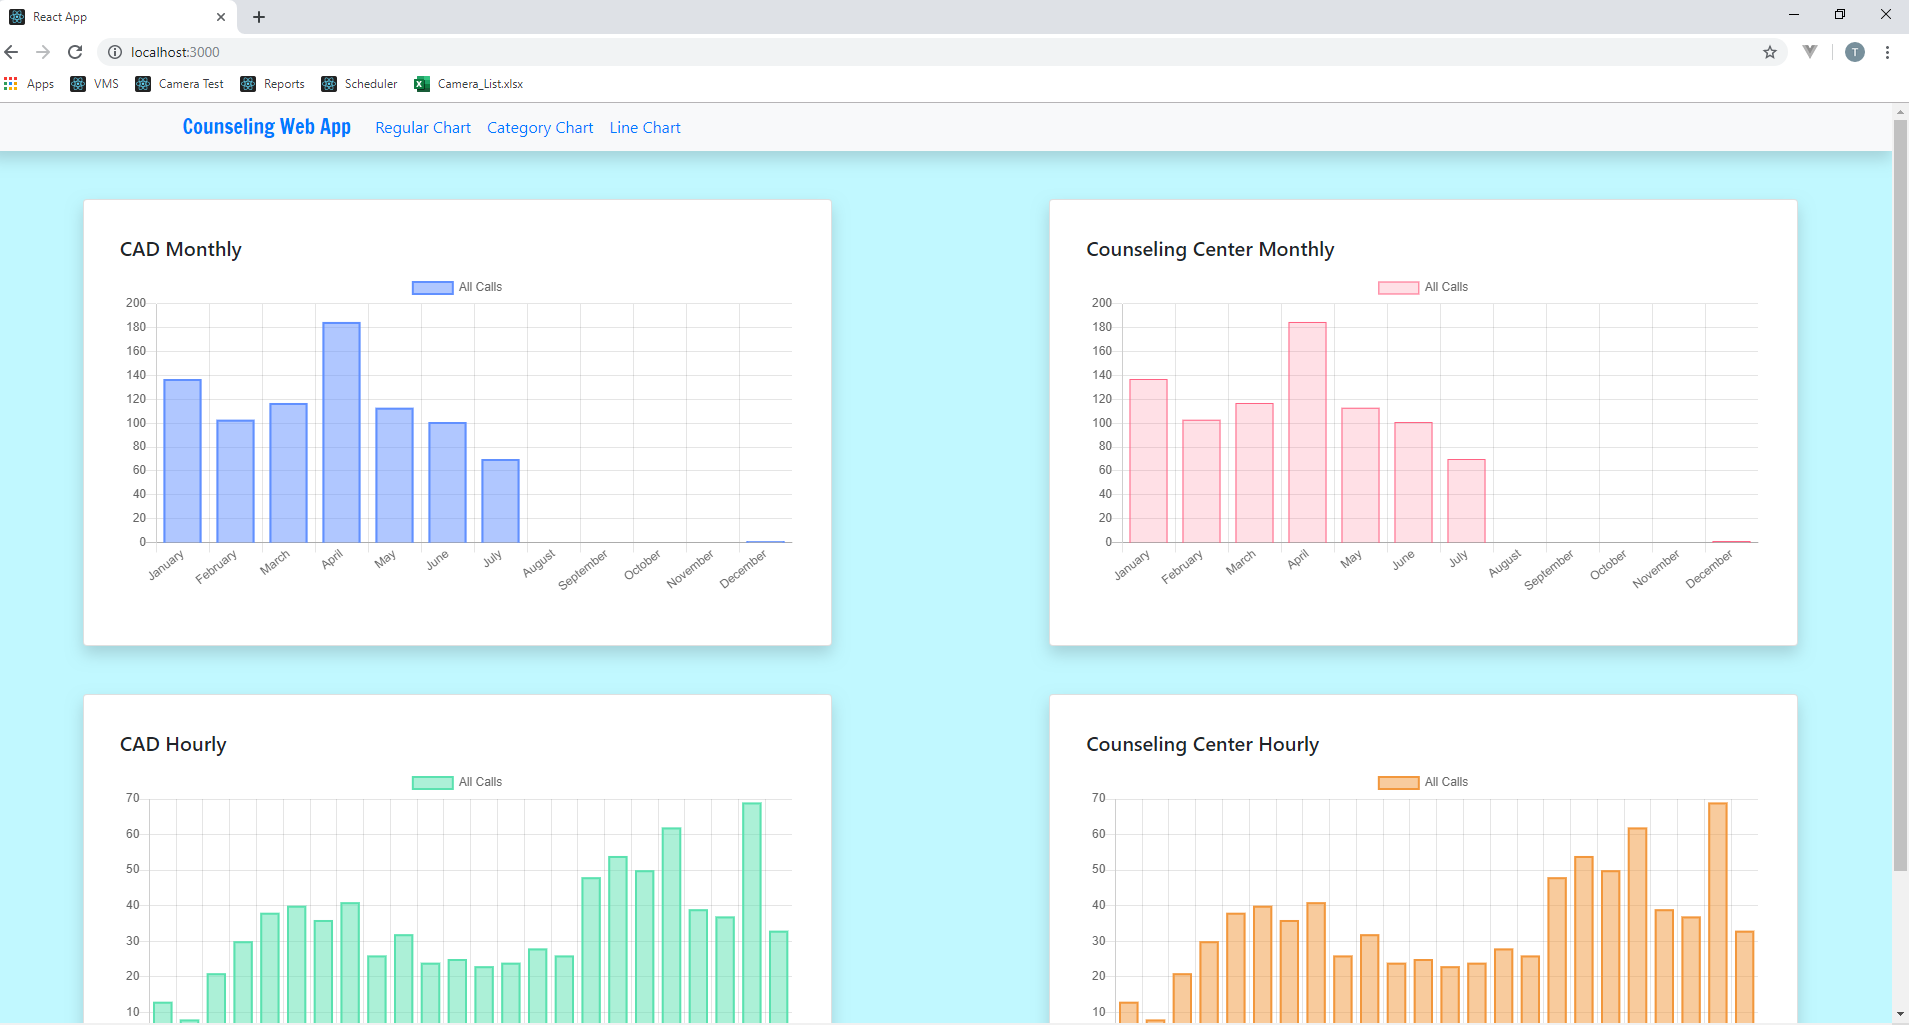 React App
localhost:3000
T
Apps VMS Camera Test Reports Scheduler Camera_List.xlsx
Counseling Web App Regular Chart Category Chart Line Chart
CAD Monthly
All Calls
200
180
160
140
120
100
80
60
40
20
0
January February March April May June July August September October November December
Counseling Center Monthly
All Calls
200
180
160
140
120
100
80
60
40
20
0
January February March April May June July August September October November December
CAD Hourly
All Calls
70
60
50
40
30
20
10
Counseling Center Hourly
All Calls
70
60
50
40
30
20
10